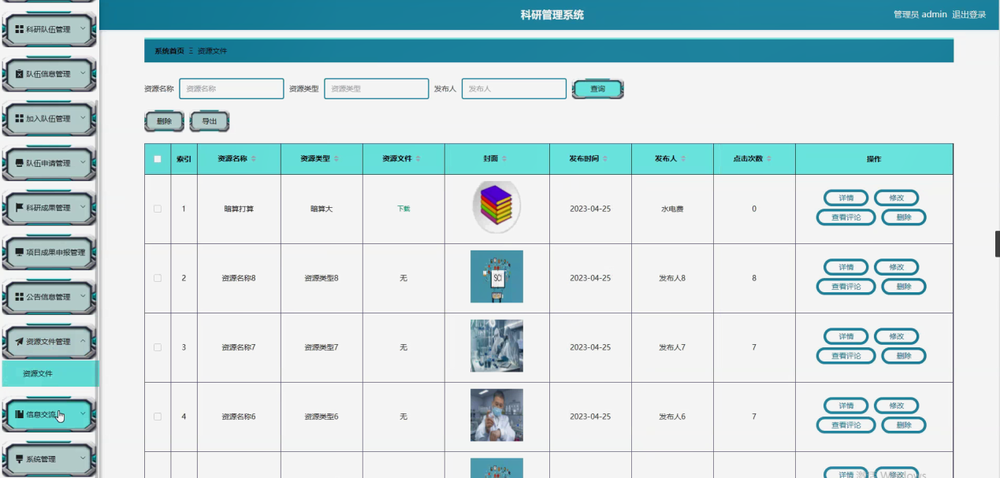 科研管理系统
管理员 admin 退出登录
科研队伍管理
队伍信息管理
加入队伍管理
队伍申请管理
科研成果管理
项目成果申报管理
公告信息管理
资源文件管理
资源文件
信息交流
系统管理
系统首页 Ξ 资源文件
资源名称 资源名称 资源类型 资源类型 发布人 发布人 查询
删除 导出
索引 资源名称 资源类型 资源文件 封面 发布时间 发布人 点击次数 操作
1 暗算打算 暗算大 下载 2023-04-25 水电费 0 详情 修改
查看评论 删除
2 资源名称8 资源类型8 无 SCI 2023-04-25 发布人8 8 详情 修改
查看评论 删除
3 资源名称7 资源类型7 无 2023-04-25 发布人7 7 详情 修改
查看评论 删除
4 资源名称6 资源类型6 无 2023-04-25 发布人6 7 详情 修改
查看评论 删除
详情 修改
激活 Windows